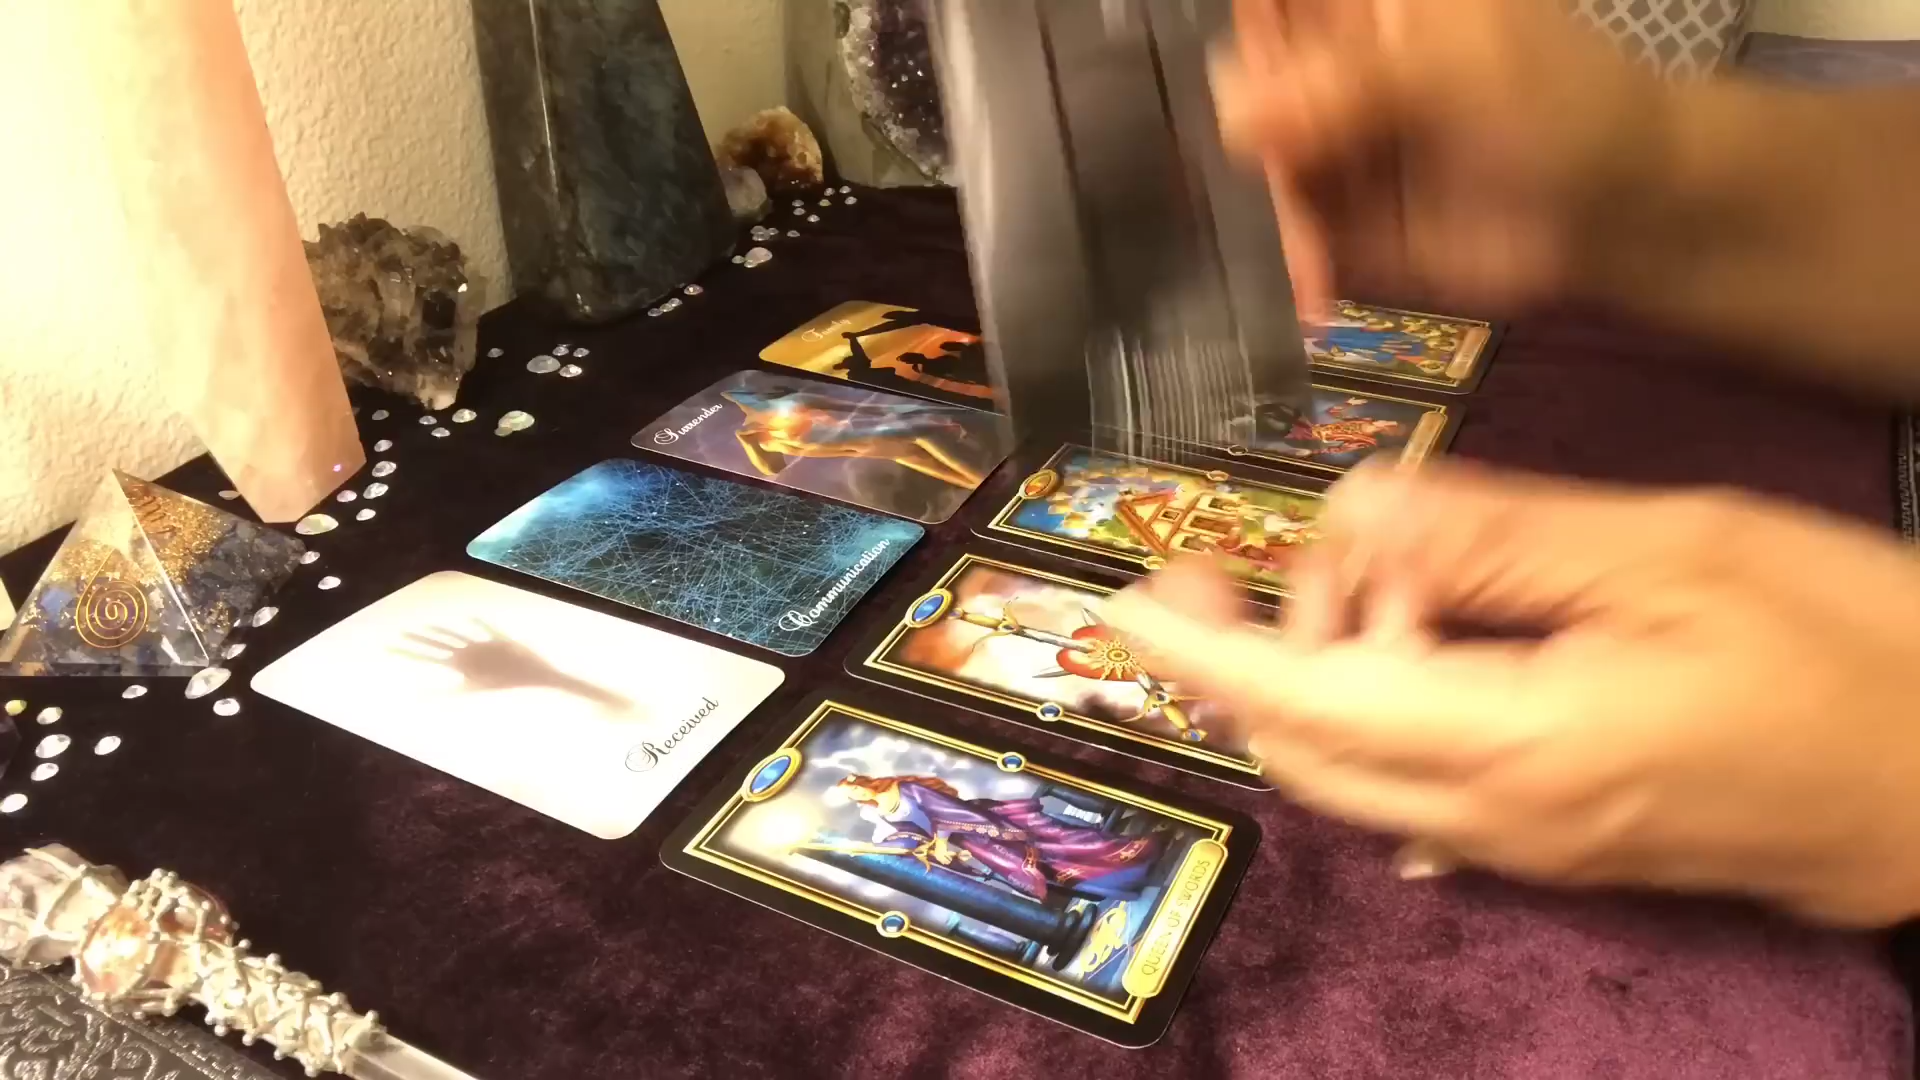 Family
Surrender
Communication
Received
QUEEN OF SWORDS